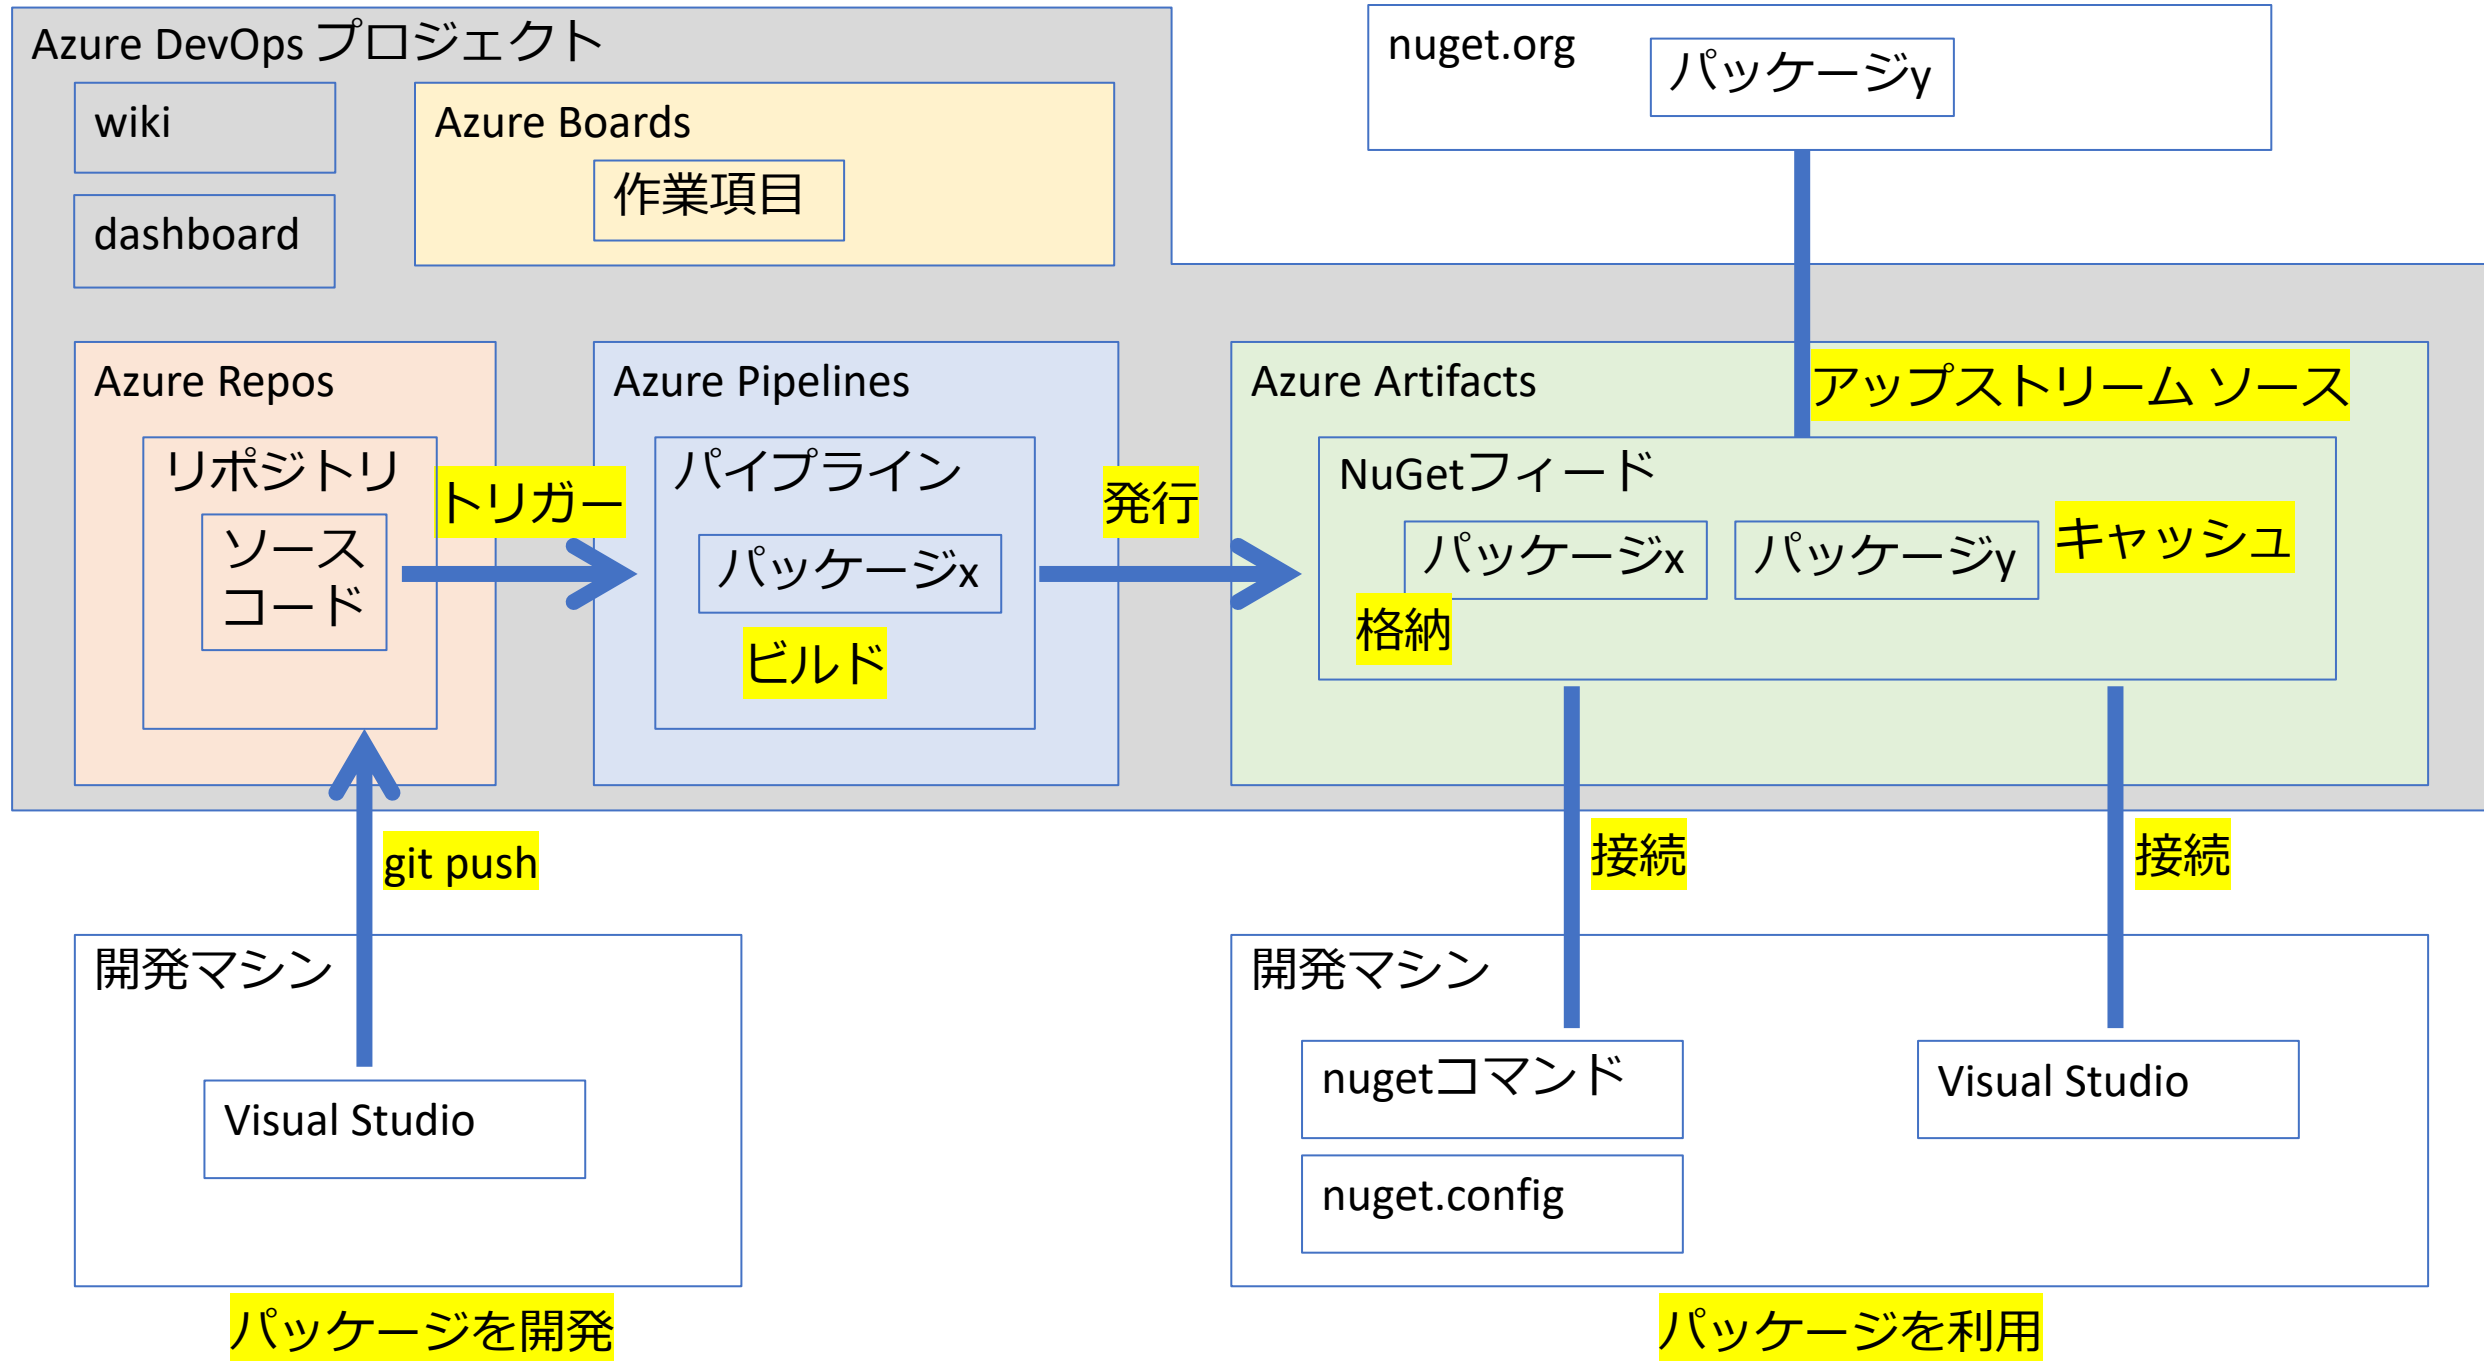 Azure DevOps プロジェクト
wiki
dashboard
Azure Boards
作業項目
nuget.org
パッケージy
Azure Repos
リポジトリ
ソース
コード
トリガー
Azure Pipelines
パイプライン
パッケージx
ビルド
発行
Azure Artifacts
アップストリーム ソース
NuGetフィード
パッケージx
パッケージy
キャッシュ
格納
git push
接続
接続
開発マシン
Visual Studio
パッケージを開発
開発マシン
nugetコマンド
nuget.config
Visual Studio
パッケージを利用